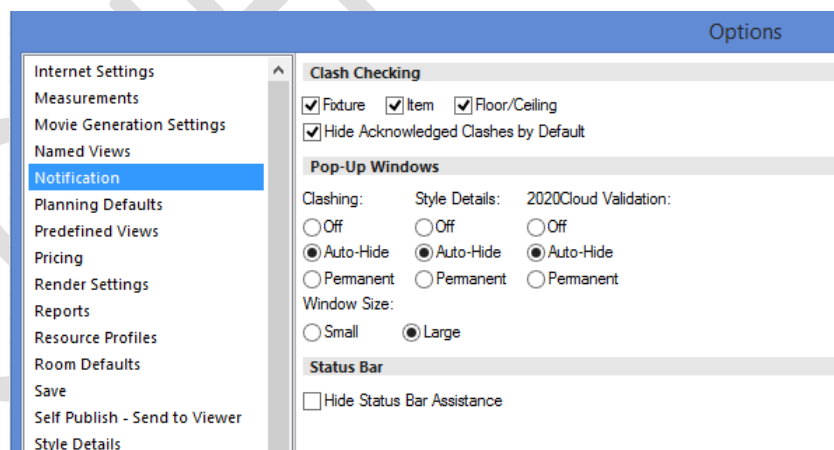 Options
Internet Settings
Measurements
Movie Generation Settings
Named Views
Notification
Planning Defaults
Predefined Views
Pricing
Render Settings
Reports
Resource Profiles
Room Defaults
Save
Self Publish - Send to Viewer
Style Details
Clash Checking
Fixture Item Floor/Ceiling
Hide Acknowledged Clashes by Default
Pop-Up Windows
Clashing: Style Details: 2020Cloud Validation:
Off Off Off
Auto-Hide Auto-Hide Auto-Hide
Permanent Permanent Permanent
Window Size:
Small Large
Status Bar
Hide Status Bar Assistance